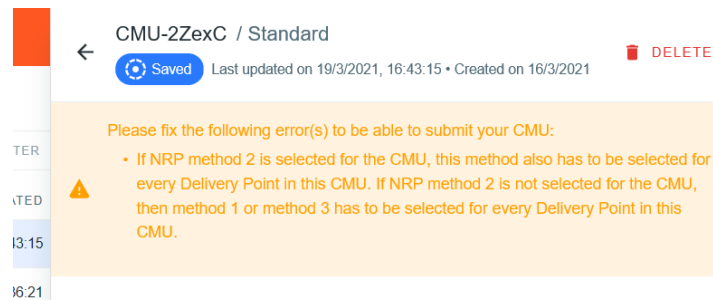 CMU-2ZexC / Standard
DELETE
Saved Last updated on 19/3/2021, 16:43:15 • Created on 16/3/2021
Please fix the following error(s) to be able to submit your CMU:
TER
• If NRP method 2 is selected for the CMU, this method also has to be selected for
every Delivery Point in this CMU. If NRP method 2 is not selected for the CMU,
then method 1 or method 3 has to be selected for every Delivery Point in this
CMU.
ATED
43:15
36:21